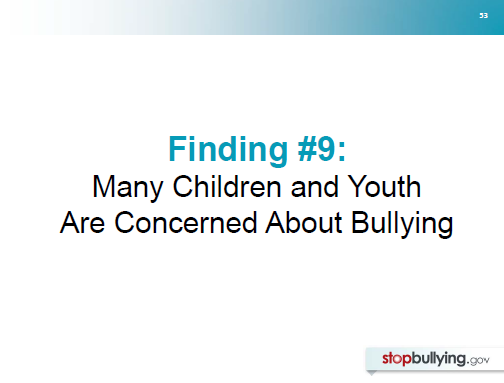 53
Finding #9:
Many Children and Youth
Are Concerned About Bullying
stopbullying.gov